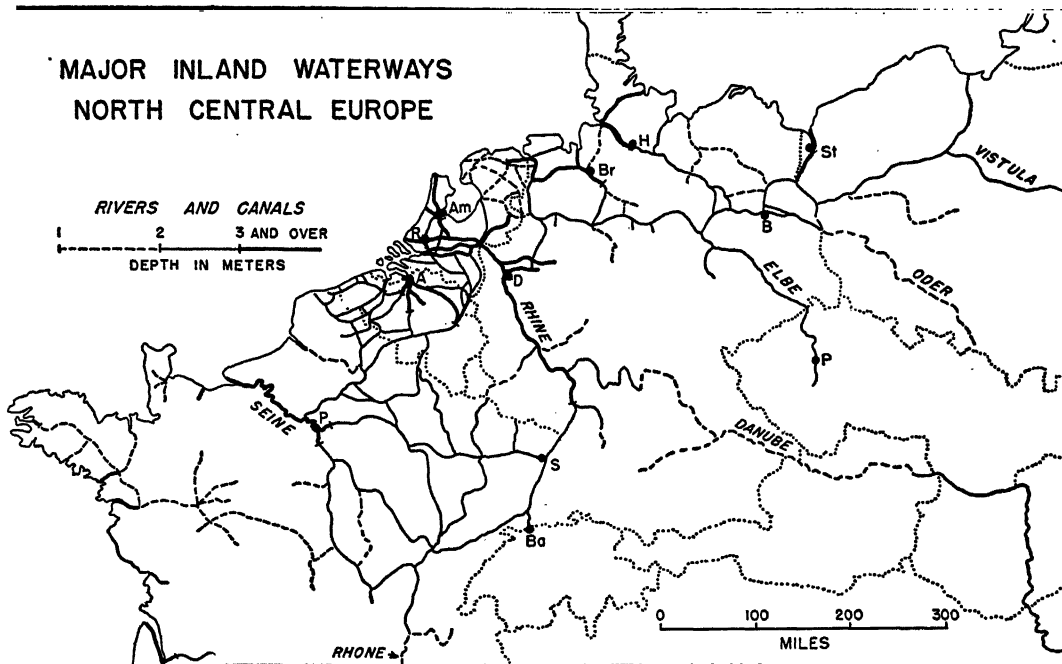 MAJOR INLAND WATERWAYS
NORTH CENTRAL EUROPE
RIVERS AND CANALS
1 2 3 AND OVER
DEPTH IN METERS
H
St
VISTULA
Br
Am
R
B
A
D
ELBE
ODER
RHINE
P
SEINE
P
DANUBE
S
Ba
0 100 200 300
MILES
RHONE